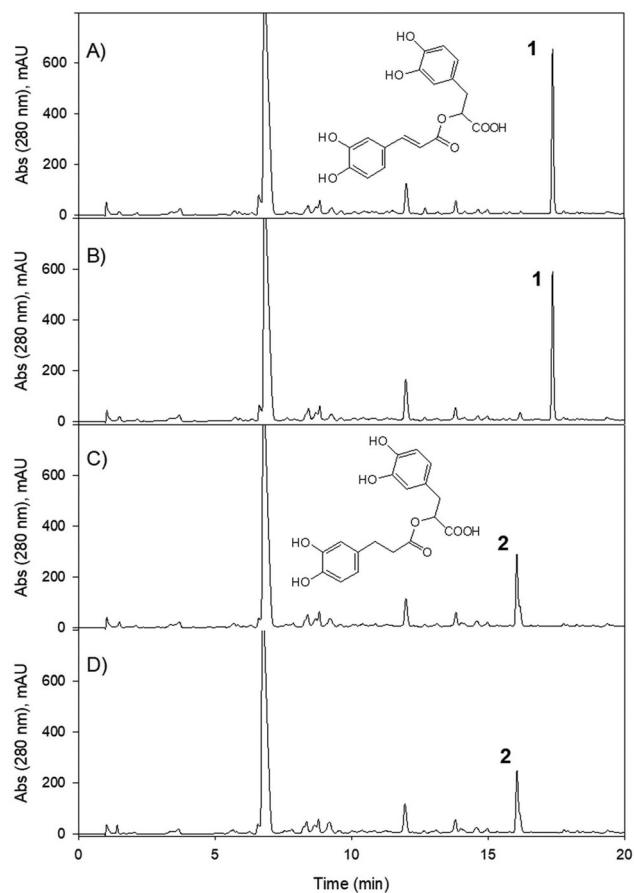 A)
1
Abs (280 nm), mAU
600
400
200
0
HO
HO
O
COOH
O
HO
HO
B)
1
Abs (280 nm), mAU
600
400
200
0
C)
2
Abs (280 nm), mAU
600
400
200
0
HO
HO
O
COOH
O
HO
HO
D)
2
Abs (280 nm), mAU
600
400
200
0
0 5 10 15 20
Time (min)